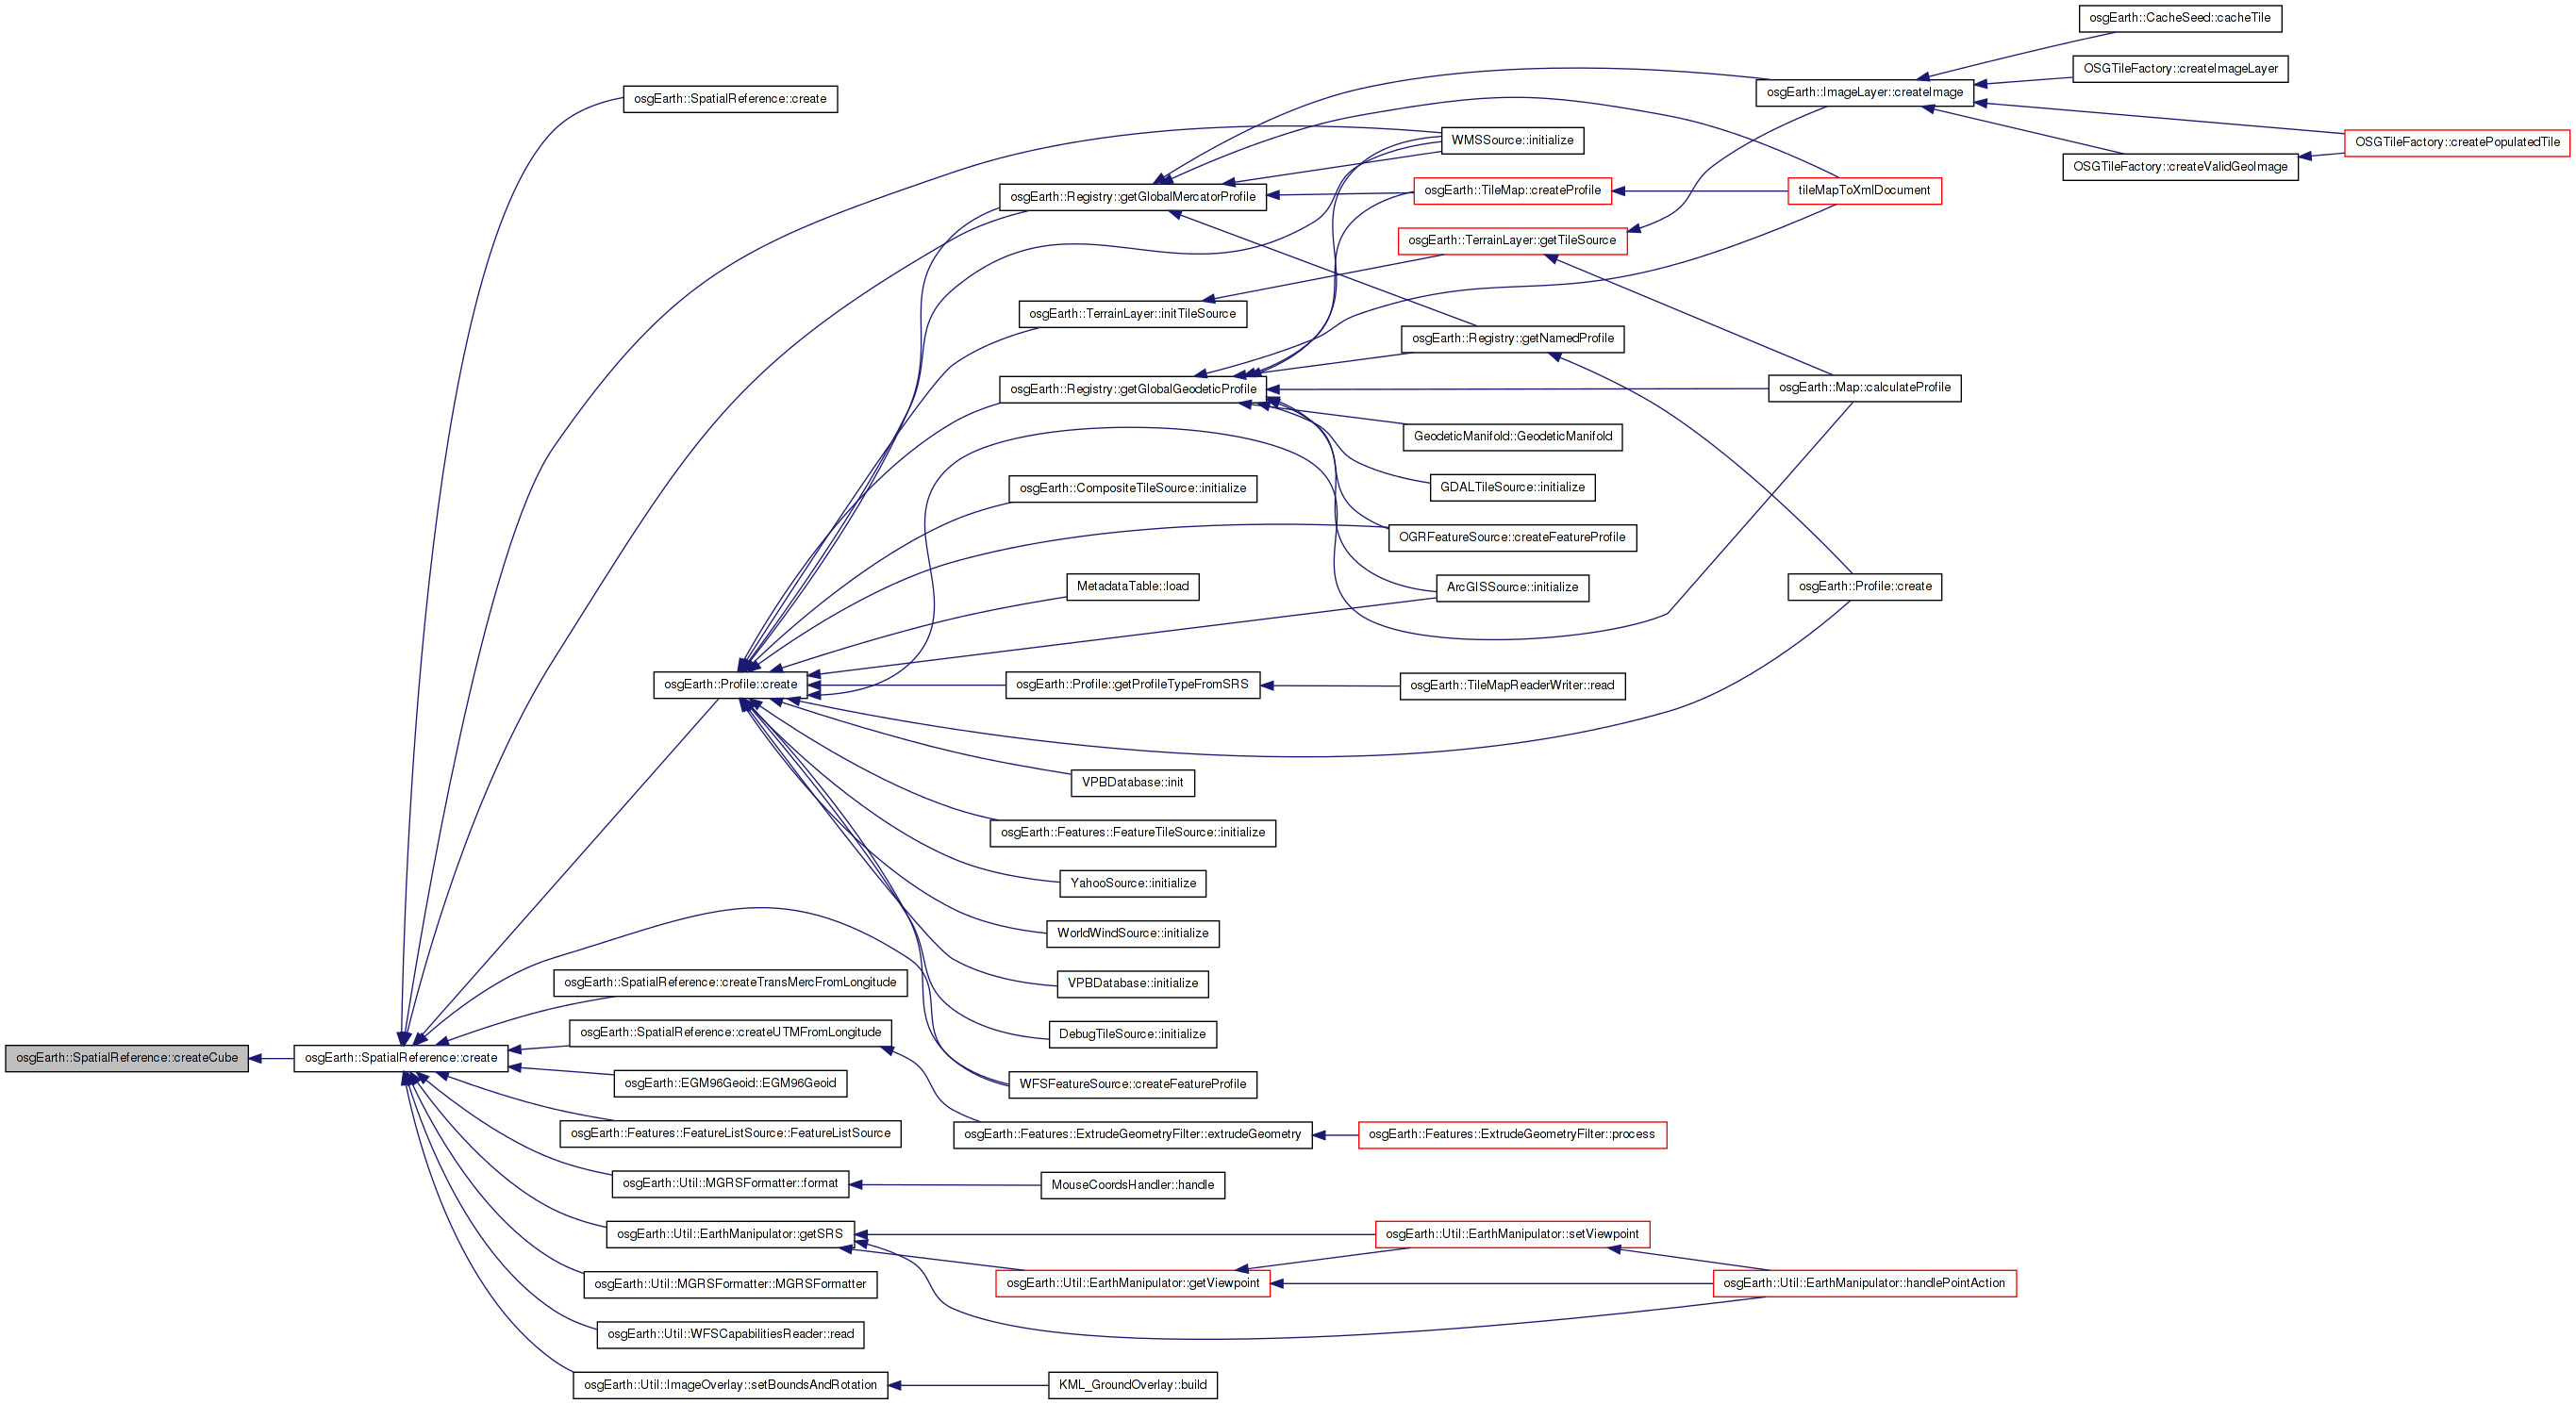 osgEarth::CacheSeed::cacheTile
OSGTileFactory::createImageLayer
osgEarth::SpatialReference::create
osgEarth::ImageLayer::createImage
WMSSource::initialize
OSGTileFactory::createPopulatedTile
OSGTileFactory::createValidGeoImage
osgEarth::Registry::getGlobalMercatorProfile
osgEarth::TileMap::createProfile
tileMapToXmlDocument
osgEarth::TerrainLayer::getTileSource
osgEarth::TerrainLayer::initTileSource
osgEarth::Registry::getNamedProfile
osgEarth::Registry::getGlobalGeodeticProfile
osgEarth::Map::calculateProfile
GeodeticManifold::GeodeticManifold
osgEarth::CompositeTileSource::initialize
GDALTileSource::initialize
OGRFeatureSource::createFeatureProfile
MetadataTable::load
ArcGISSource::initialize
osgEarth::Profile::create
osgEarth::Profile::create
osgEarth::Profile::getProfileTypeFromSRS
osgEarth::TileMapReaderWriter::read
VPBDatabase::init
osgEarth::Features::FeatureTileSource::initialize
YahooSource::initialize
WorldWindSource::initialize
osgEarth::SpatialReference::createTransMercFromLongitude
VPBDatabase::initialize
osgEarth::SpatialReference::createUTMFromLongitude
DebugTileSource::initialize
osgEarth::SpatialReference::createCube
osgEarth::SpatialReference::create
osgEarth::EGM96Geoid::EGM96Geoid
WFSFeatureSource::createFeatureProfile
osgEarth::Features::FeatureListSource::FeatureListSource
osgEarth::Features::ExtrudeGeometryFilter::extrudeGeometry
osgEarth::Features::ExtrudeGeometryFilter::process
osgEarth::Util::MGRSFormatter::format
MouseCoordsHandler::handle
osgEarth::Util::EarthManipulator::getSRS
osgEarth::Util::EarthManipulator::setViewpoint
osgEarth::Util::MGRSFormatter::MGRSFormatter
osgEarth::Util::EarthManipulator::getViewpoint
osgEarth::Util::EarthManipulator::handlePointAction
osgEarth::Util::WFSCapabilitiesReader::read
osgEarth::Util::ImageOverlay::setBoundsAndRotation
KML_GroundOverlay::build